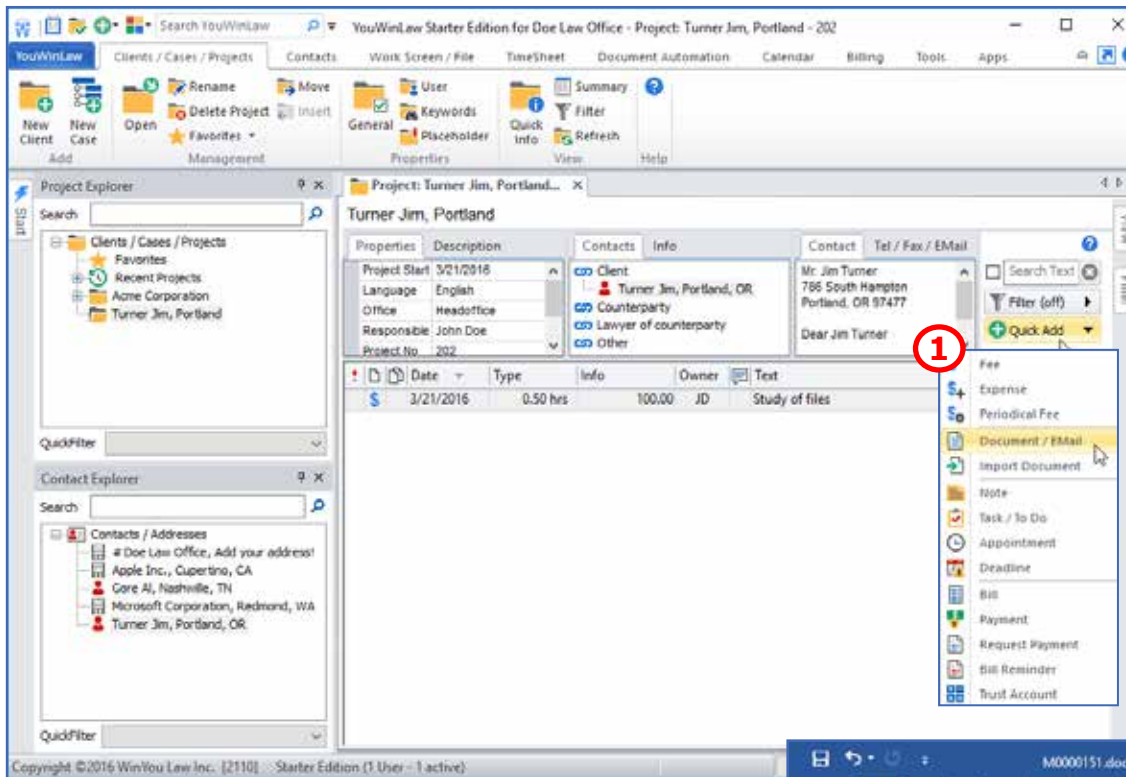 Search YouWinLaw
YouWinLaw Starter Edition for Doe Law Office - Project: Turner Jim, Portland - 202
YouWinLaw Clients / Cases / Projects Contacts Work Screen / File TimeSheet Document Automation Calendar Billing Tools Apps
New Client
New Case
Add
Open
Rename
Delete Project
Favorites
Move
Insert
Management
General
User
Keywords
Placeholder
Properties
Quick Info
Summary
Filter
Refresh
View
Help
Start
Project Explorer
Search
Clients / Cases / Projects
Favorites
Recent Projects
Acme Corporation
Turner Jim, Portland
QuickFilter
Contact Explorer
Search
Contacts / Addresses
# Doe Law Office, Add your address!
Apple Inc., Cupertino, CA
Gore Al, Nashville, TN
Microsoft Corporation, Redmond, WA
Turner Jim, Portland, OR
QuickFilter
Project: Turner Jim, Portland...
Turner Jim, Portland
Properties Description
Project Start 3/21/2016
Language English
Office Headoffice
Responsible John Doe
Project No 202
Contacts Info
Client
Turner Jim, Portland, OR
Counterparty
Lawyer of counterparty
Other
Contact Tel / Fax / EMail
Mr. Jim Turner
786 South Hampton
Portland, OR 97477
Dear Jim Turner
Search Text
Filter (off)
Quick Add
1
Date Type Info Owner Text
3/21/2016 0.50 hrs 100.00 JD Study of files
Fee
Expense
Periodical Fee
Document / EMail
Import Document
Note
Task / To Do
Appointment
Deadline
Bill
Payment
Request Payment
Bill Reminder
Trust Account
Copyright ©2016 WinYou Law Inc. [2110] Starter Edition (1 User - 1 active)
M0000151.doc